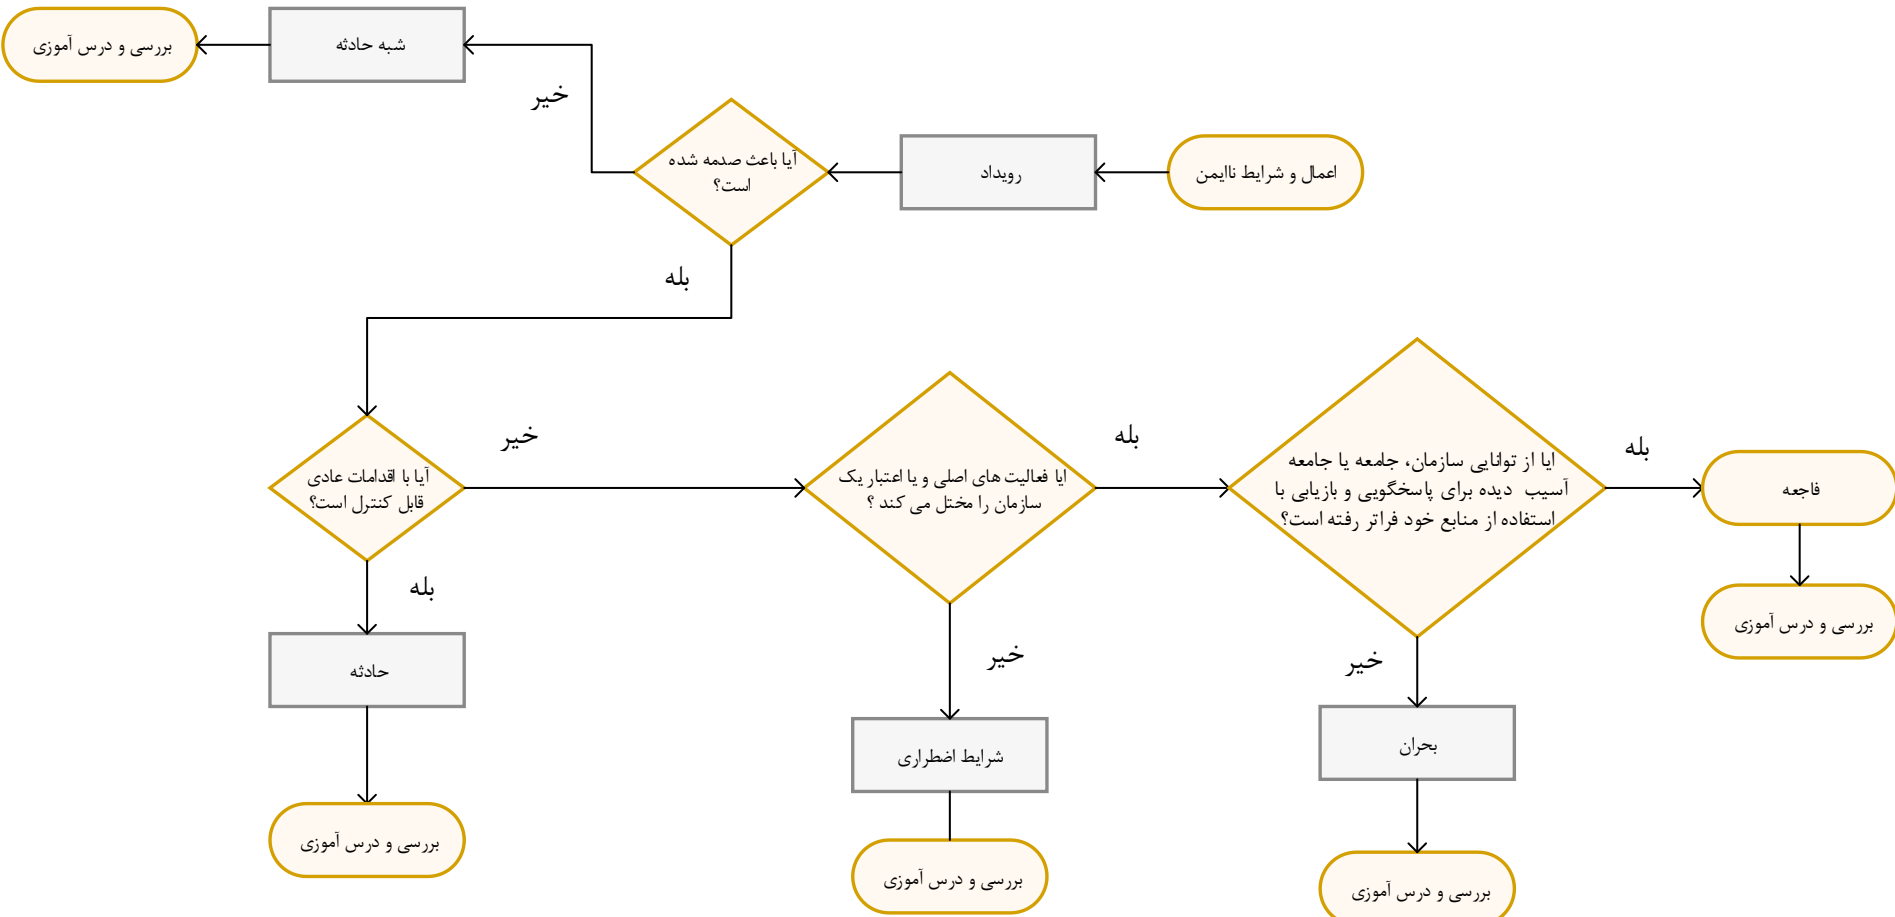 شبه حادثه
بررسی و درس آموزی
خیر
آیا باعث صدمه شده
است؟
رویداد
اعمال و شرایط ناایمن
بله
آیا با اقدامات عادی
قابل کنترل است؟
خیر
ایا فعالیت های اصلی و یا اعتبار یک
سازمان را مختل می کند ؟
بله
ایا از توانایی سازمان، جامعه یا جامعه
آسیب دیده برای پاسخگویی و بازیابی با
استفاده از منابع خود فراتر رفته است؟
بله
فاجعه
بررسی و درس آموزی
بله
حادثه
بررسی و درس آموزی
خیر
شرایط اضطراری
بررسی و درس آموزی
خیر
بحران
بررسی و درس آموزی